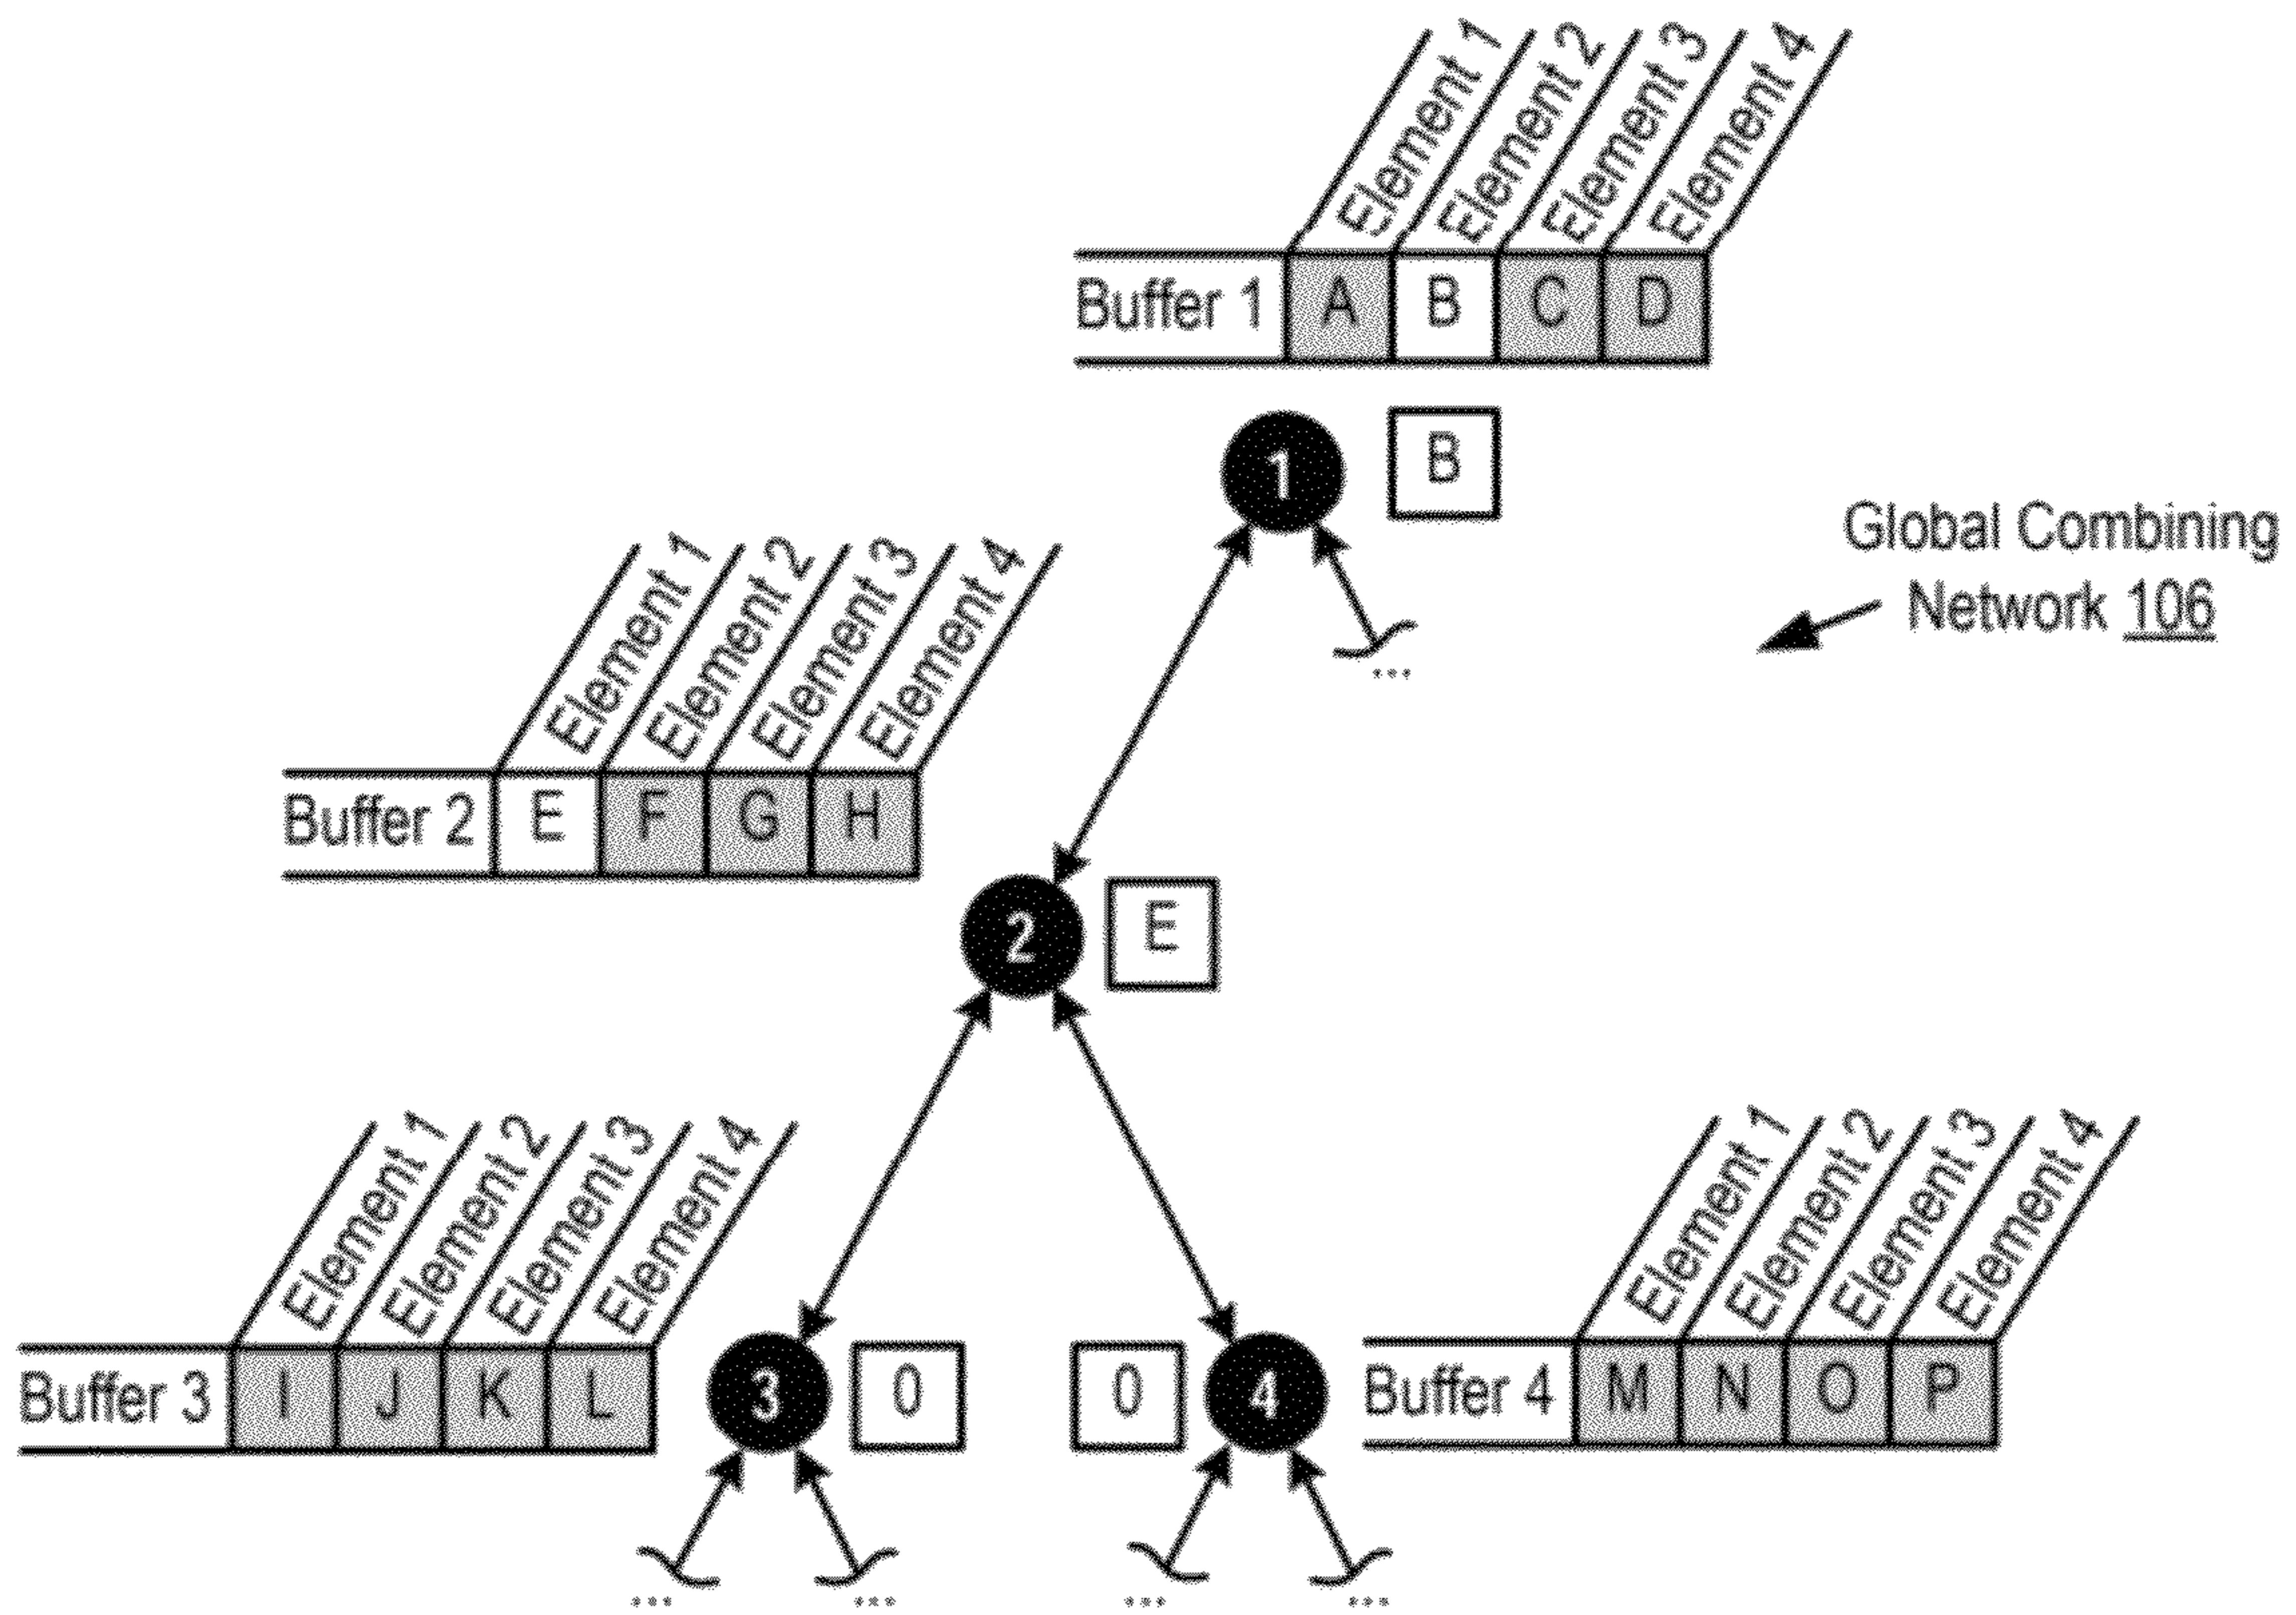 Element 1
Element 2
Element 3
Element 4
Buffer 1 A B C D
1 B
Global Combining
Network 106
...
Element 1
Element 2
Element 3
Element 4
Buffer 2 E F G H
2 E
Element 1
Element 2
Element 3
Element 4
Element 1
Element 2
Element 3
Element 4
Buffer 3 I J K L
3 0
0 4
Buffer 4 M N O P
... ... ... ...